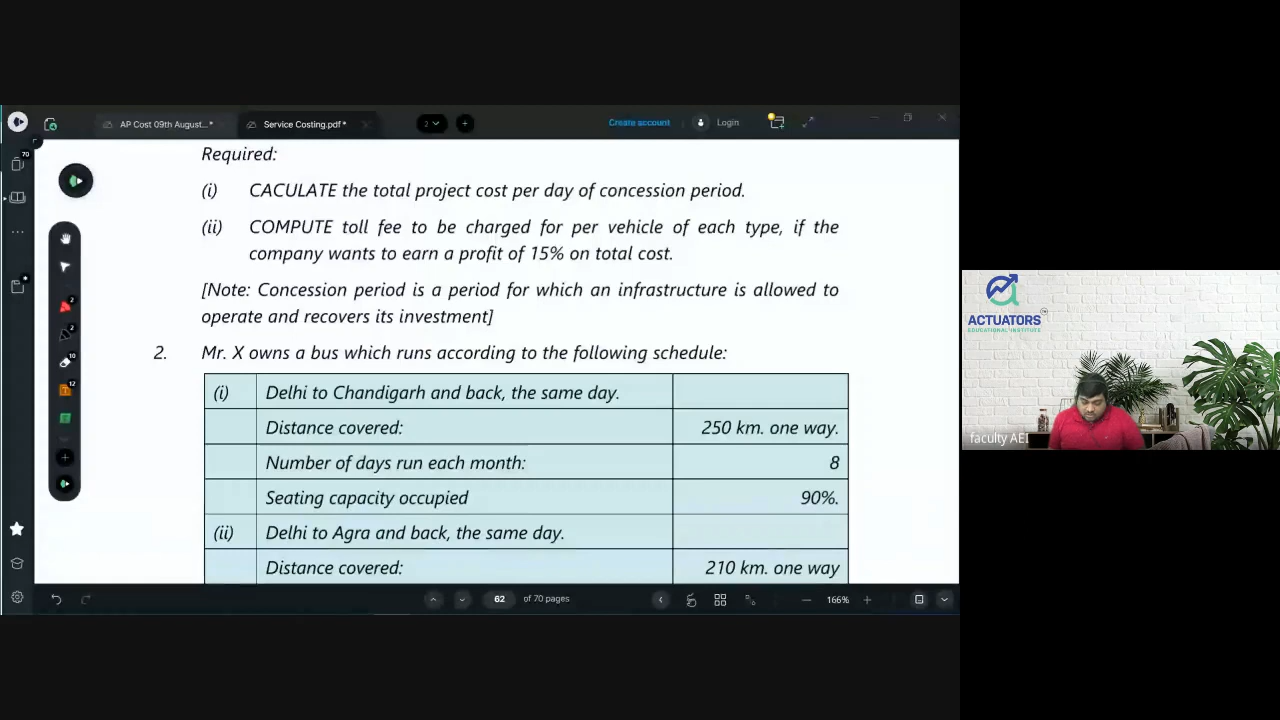 AP Cost 09th August...*
Service Costing.pdf*
2
Create account
Login
70
Required:
(i) CACULATE the total project cost per day of concession period.
(ii) COMPUTE toll fee to be charged for per vehicle of each type, if the
company wants to earn a profit of 15% on total cost.
[Note: Concession period is a period for which an infrastructure is allowed to
operate and recovers its investment]
2. Mr. X owns a bus which runs according to the following schedule:
(i) Delhi to Chandigarh and back, the same day.
Distance covered: 250 km. one way.
Number of days run each month: 8
Seating capacity occupied 90%.
(ii) Delhi to Agra and back, the same day.
Distance covered: 210 km. one way
2
2
10
12
62 of 70 pages
166%
ACTUATORS
EDUCATIONAL INSTITUTE
faculty AEI